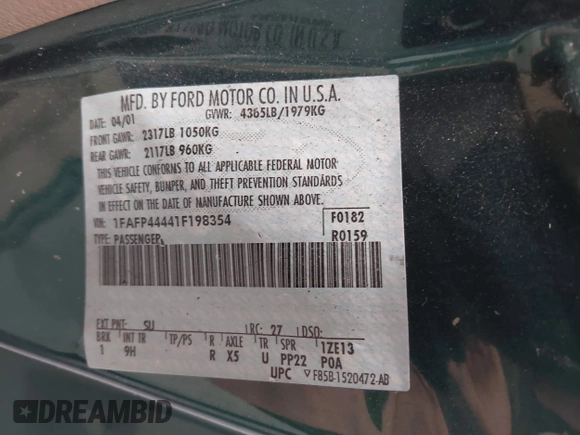 MFD. BY FORD MOTOR CO. IN U.S.A.
DATE: 04/01 GVWR: 4365LB/1979KG
FRONT GAWR: 2317LB 1050KG
REAR GAWR: 2117LB 960KG
THIS VEHICLE CONFORMS TO ALL APPLICABLE FEDERAL MOTOR
VEHICLE SAFETY, BUMPER, AND THEFT PREVENTION STANDARDS
IN EFFECT ON THE DATE OF MANUFACTURE SHOWN ABOVE.
VIN: 1FAFP44441F198354 F0182
TYPE: PASSENGER R0159
EXT PNT: SU RC: 27 DSO:
BRK INT TR TP/PS R AXLE TR SPR 1ZE13
1 9H R X5 U PP22 POA
UPC F85B-1520472-AB
DREAMBID